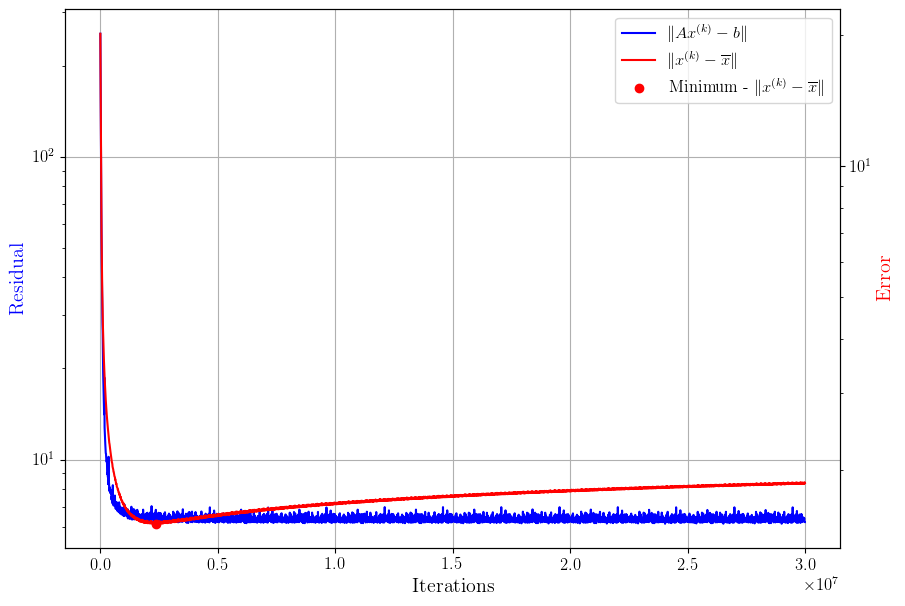 ‖Ax^{(k)} − b‖
‖x^{(k)} − x̅‖
Minimum - ‖x^{(k)} − x̅‖
10^2
10^1
Residual
10^1
Error
0.0 0.5 1.0 1.5 2.0 2.5 3.0
×10^7
Iterations